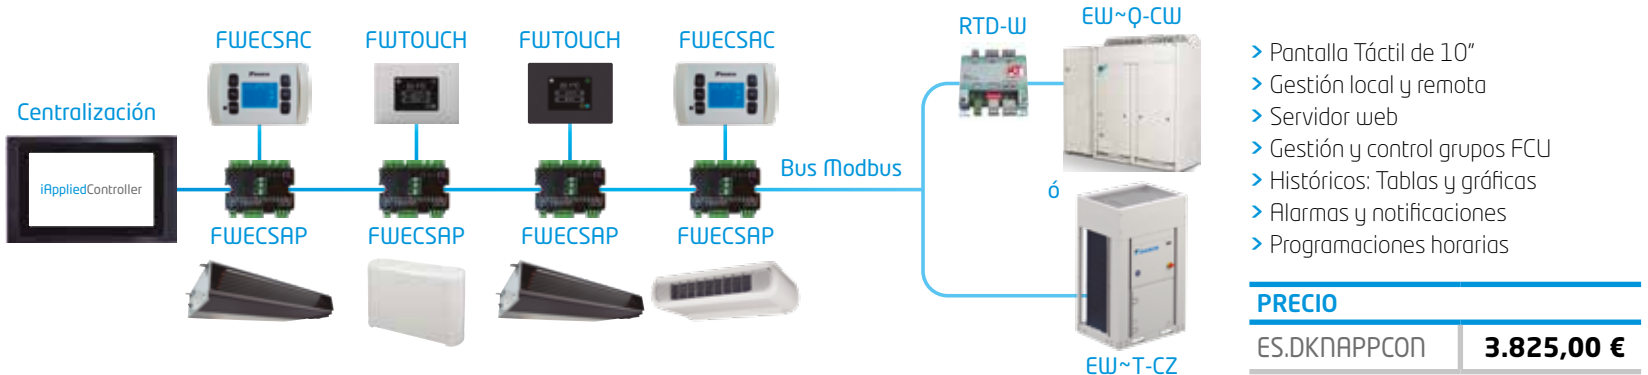 Centralización
iAppliedController
FWECSAC
FWTOUCH
FWTOUCH
FWECSAC
FWECSAP
FWECSAP
FWECSAP
FWECSAP
Bus Modbus
RTD-W
EW~Q-CW
ó
EW~T-CZ
> Pantalla Táctil de 10”
> Gestión local y remota
> Servidor web
> Gestión y control grupos FCU
> Históricos: Tablas y gráficas
> Alarmas y notificaciones
> Programaciones horarias
PRECIO
ES.DKNAPPCON 3.825,00 €